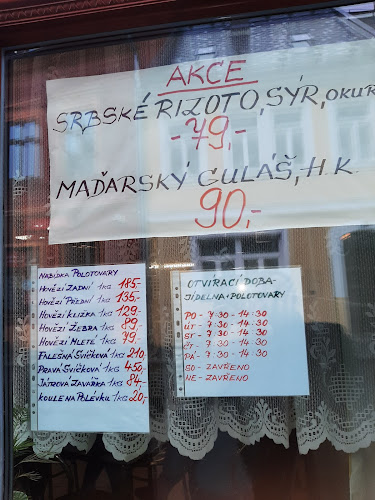 AKCE
SRBSKÉ RIZOTO, SÝR, OKUR
-79,-
MAĎARSKÝ GULÁŠ, H.K.
90,-
NABÍDKA POLOTOVARY
HOVĚZÍ ZADNÍ 1KG 185,-
HOVĚZÍ PŘEDNÍ 1KG 135,-
HOVĚZÍ KLIŽKA 1KG 129,-
HOVĚZÍ ŽEBRA 1KG 89,-
HOVĚZÍ MLETÉ 1KG 79,-
FALEŠNÁ SVÍČKOVÁ 1KG 210,-
PRAVÁ SVÍČKOVÁ 1KG 450,-
JÁTROVÁ ZAVÁŘKA 1KG 84,-
KOULE NA POLÉVKU 1KG 20,-
OTVÍRACÍ DOBA-
JÍDELNA+POLOTOVARY
PO - 7:30 - 14:30
ÚT - 7:30 - 14:30
ST - 7:30 - 14:30
ČT - 7:30 - 14:30
PÁ - 7:30 - 14:30
SO - ZAVŘENO
NE - ZAVŘENO